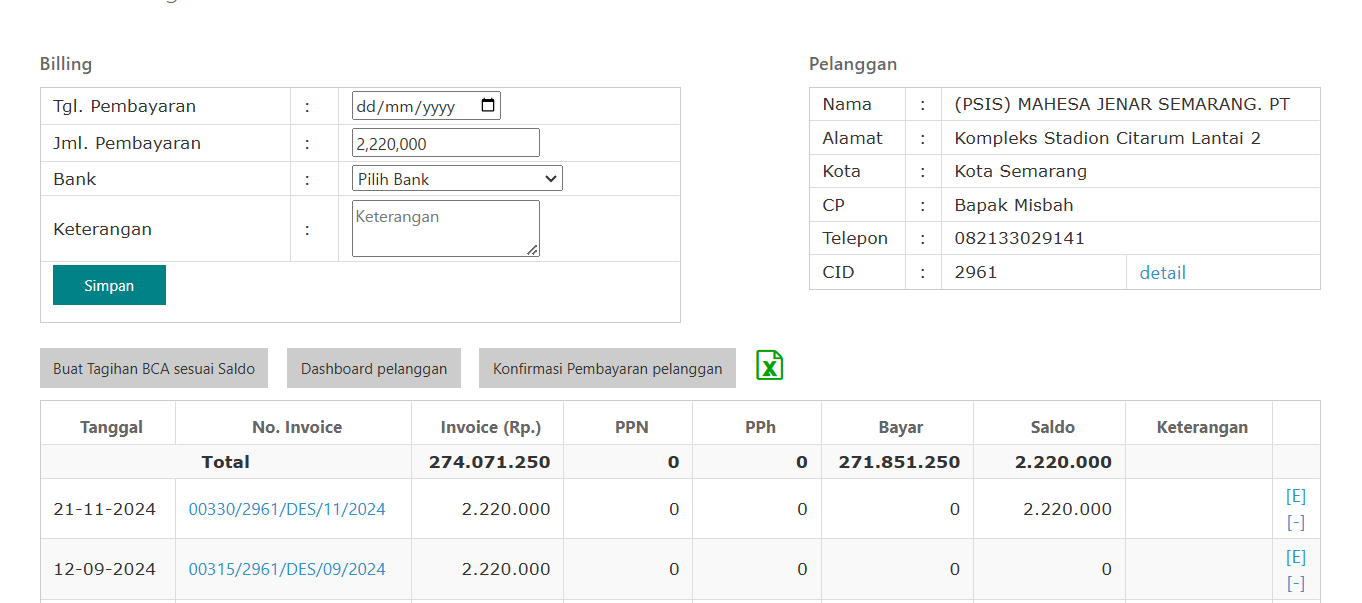 Billing
Tgl. Pembayaran : dd/mm/yyyy
Jml. Pembayaran : 2,220,000
Bank : Pilih Bank
Keterangan : Keterangan
Simpan
Pelanggan
Nama : (PSIS) MAHESA JENAR SEMARANG. PT
Alamat : Kompleks Stadion Citarum Lantai 2
Kota : Kota Semarang
CP : Bapak Misbah
Telepon : 082133029141
CID : 2961 detail
Buat Tagihan BCA sesuai Saldo Dashboard pelanggan Konfirmasi Pembayaran pelanggan X
Tanggal No. Invoice Invoice (Rp.) PPN PPh Bayar Saldo Keterangan
Total 274.071.250 0 0 271.851.250 2.220.000
21-11-2024 00330/2961/DES/11/2024 2.220.000 0 0 0 2.220.000 [E]
[-]
12-09-2024 00315/2961/DES/09/2024 2.220.000 0 0 0 0 [E]
[-]